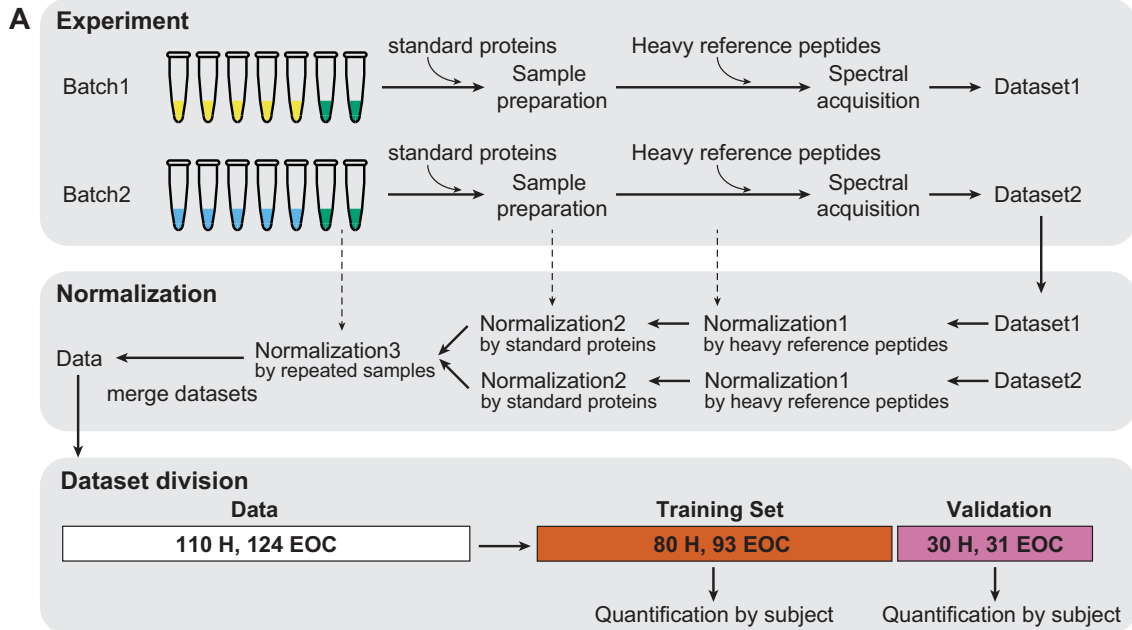 A
Experiment
Batch1
standard proteins
Sample
preparation
Heavy reference peptides
Spectral
acquisition
Dataset1
Batch2
standard proteins
Sample
preparation
Heavy reference peptides
Spectral
acquisition
Dataset2
Normalization
Data
merge datasets
Normalization3
by repeated samples
Normalization2
by standard proteins
Normalization1
by heavy reference peptides
Dataset1
Normalization2
by standard proteins
Normalization1
by heavy reference peptides
Dataset2
Dataset division
Data
110 H, 124 EOC
Training Set
80 H, 93 EOC
Validation
30 H, 31 EOC
Quantification by subject
Quantification by subject